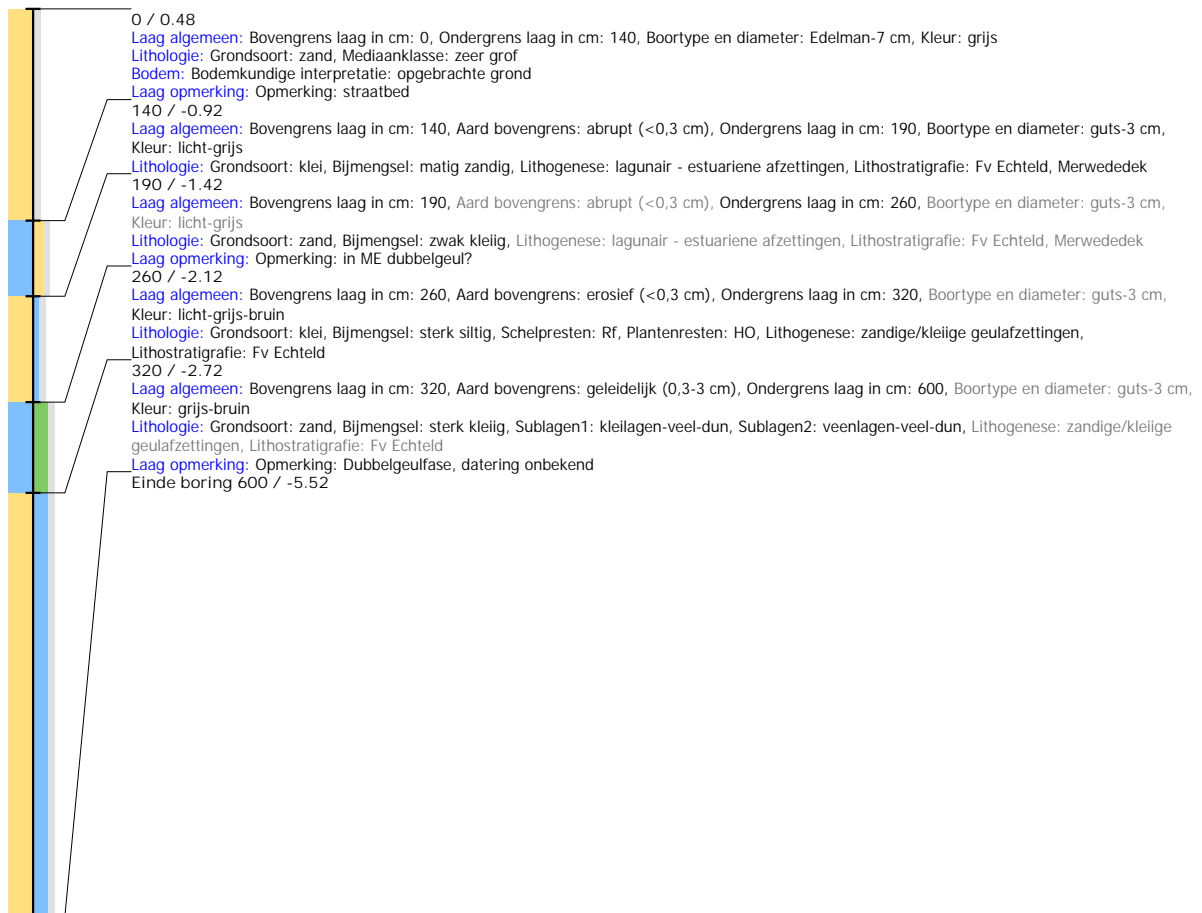 0 / 0.48
Laag algemeen: Bovengrens laag in cm: 0, Ondergrens laag in cm: 140, Boortype en diameter: Edelman-7 cm, Kleur: grijs
Lithologie: Grondsoort: zand, Mediaanklasse: zeer grof
Bodem: Bodemkundige interpretatie: opgebrachte grond
Laag opmerking: Opmerking: straatbed
140 / -0.92
Laag algemeen: Bovengrens laag in cm: 140, Aard bovengrens: abrupt (<0,3 cm), Ondergrens laag in cm: 190, Boortype en diameter: guts-3 cm,
Kleur: licht-grijs
Lithologie: Grondsoort: klei, Bijmengsel: matig zandig, Lithogenese: lagunair - estuariene afzettingen, Lithostratigrafie: Fv Echteld, Merwededek
190 / -1.42
Laag algemeen: Bovengrens laag in cm: 190, Aard bovengrens: abrupt (<0,3 cm), Ondergrens laag in cm: 260, Boortype en diameter: guts-3 cm,
Kleur: licht-grijs
Lithologie: Grondsoort: zand, Bijmengsel: zwak kleiig, Lithogenese: lagunair - estuariene afzettingen, Lithostratigrafie: Fv Echteld, Merwededek
Laag opmerking: Opmerking: in ME dubbelgeul?
260 / -2.12
Laag algemeen: Bovengrens laag in cm: 260, Aard bovengrens: erosief (<0,3 cm), Ondergrens laag in cm: 320, Boortype en diameter: guts-3 cm,
Kleur: licht-grijs-bruin
Lithologie: Grondsoort: klei, Bijmengsel: sterk siltig, Schelpresten: Rf, Plantenresten: HO, Lithogenese: zandige/kleiige geulafzettingen,
Lithostratigrafie: Fv Echteld
320 / -2.72
Laag algemeen: Bovengrens laag in cm: 320, Aard bovengrens: geleidelijk (0,3-3 cm), Ondergrens laag in cm: 600, Boortype en diameter: guts-3 cm,
Kleur: grijs-bruin
Lithologie: Grondsoort: zand, Bijmengsel: sterk kleiig, Sublagen1: kleilagen-veel-dun, Sublagen2: veenlagen-veel-dun, Lithogenese: zandige/kleiige
geulafzettingen, Lithostratigrafie: Fv Echteld
Laag opmerking: Opmerking: Dubbelgeulfase, datering onbekend
Einde boring 600 / -5.52